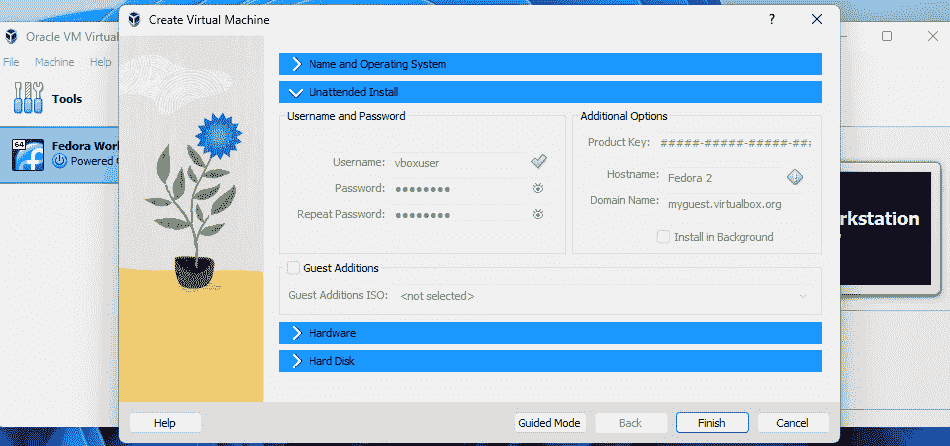 Create Virtual Machine
?
Oracle VM Virtual
File Machine Help
Tools
64
Fedora
Powered
Name and Operating System
Unattended Install
Username and Password
Username: vboxuser
Password: ●●●●●●●●
Repeat Password: ●●●●●●●●
Additional Options
Product Key: #####-#####-#####-###
Hostname: Fedora 2
Domain Name: myguest.virtualbox.org
Install in Background
Guest Additions
Guest Additions ISO: <not selected>
Hardware
Hard Disk
rkstation
Help
Guided Mode
Back
Finish
Cancel